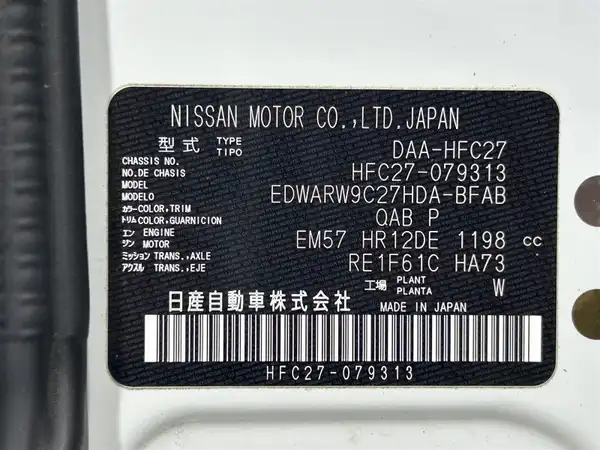 NISSAN MOTOR CO.,LTD.JAPAN
型式 TYPE TIPO DAA-HFC27
CHASSIS NO.
NO.DE CHASIS HFC27-079313
MODEL
MODELO EDWARW9C27HDA-BFAB
カラー COLOR,TRIM
トリム COLOR,GUARNICION QAB P
エン ENGINE
ジン MOTOR EM57 HR12DE 1198 cc
ミッション TRANS.,AXLE
アクスル TRANS.,EJE RE1F61C HA73
工場 PLANT PLANTA W
日産自動車株式会社 MADE IN JAPAN
HFC27-079313